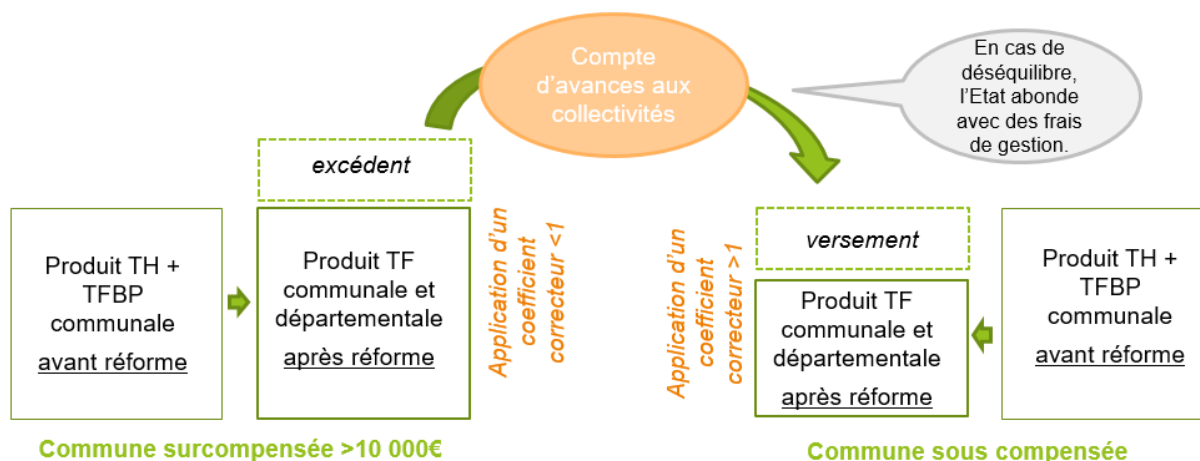 Compte
d'avances aux
collectivités
En cas de
déséquilibre,
l'Etat abonde
avec des frais
de gestion.
excédent
Produit TH +
TFBP
communale
avant réforme
Produit TF
communale et
départementale
après réforme
Application d'un
coefficient
correcteur <1
Application d'un
coefficient
correcteur >1
versement
Produit TF
communale et
départementale
après réforme
Produit TH +
TFBP
communale
avant réforme
Commune surcompensée >10 000€
Commune sous compensée